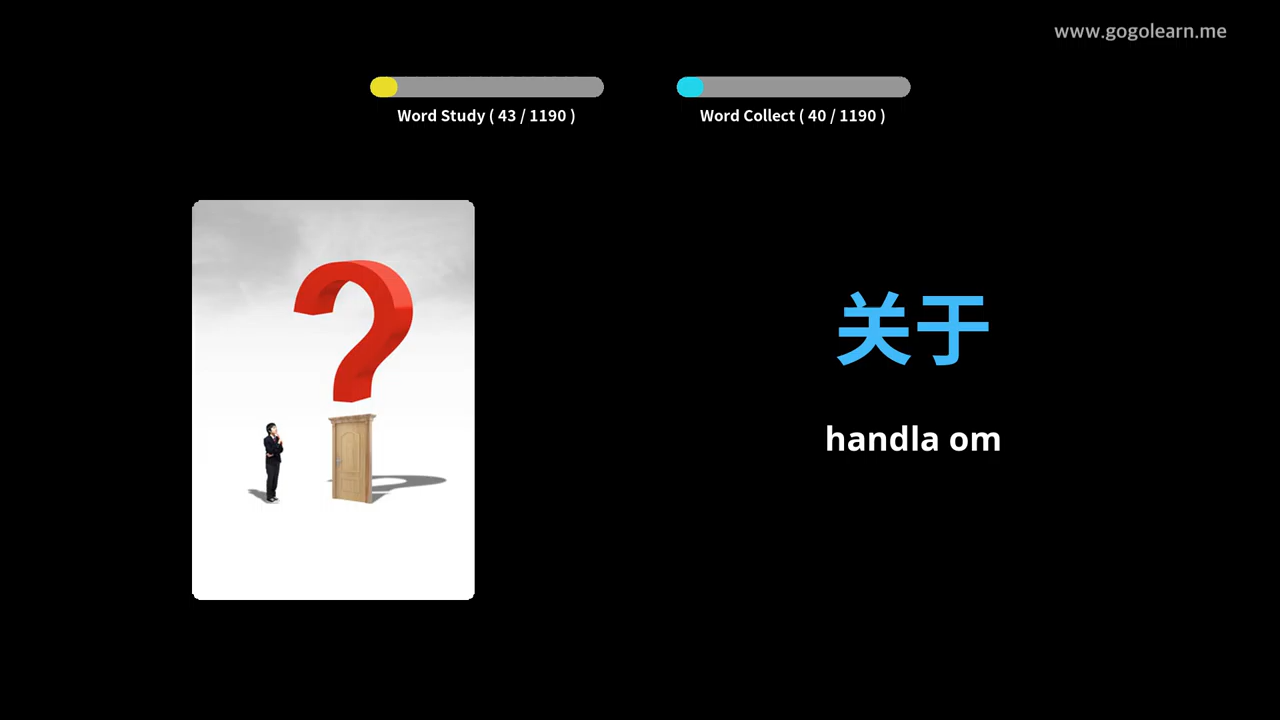 www.gogolearn.me
Word Study ( 43 / 1190 )
Word Collect ( 40 / 1190 )
关于
handla om